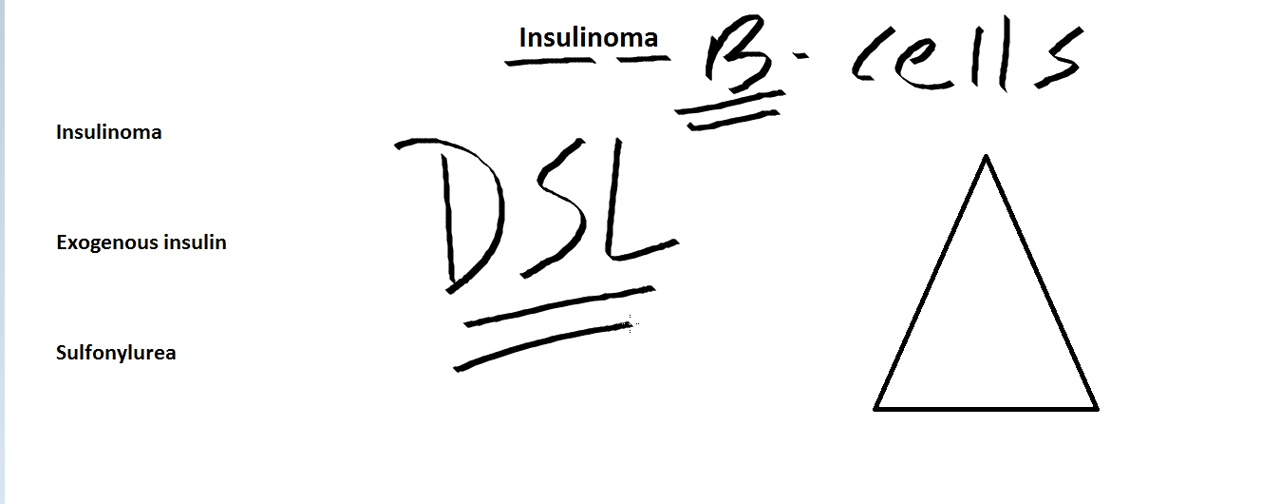 Insulinoma B- cells
Insulinoma
DSL
Exogenous insulin
Sulfonylurea